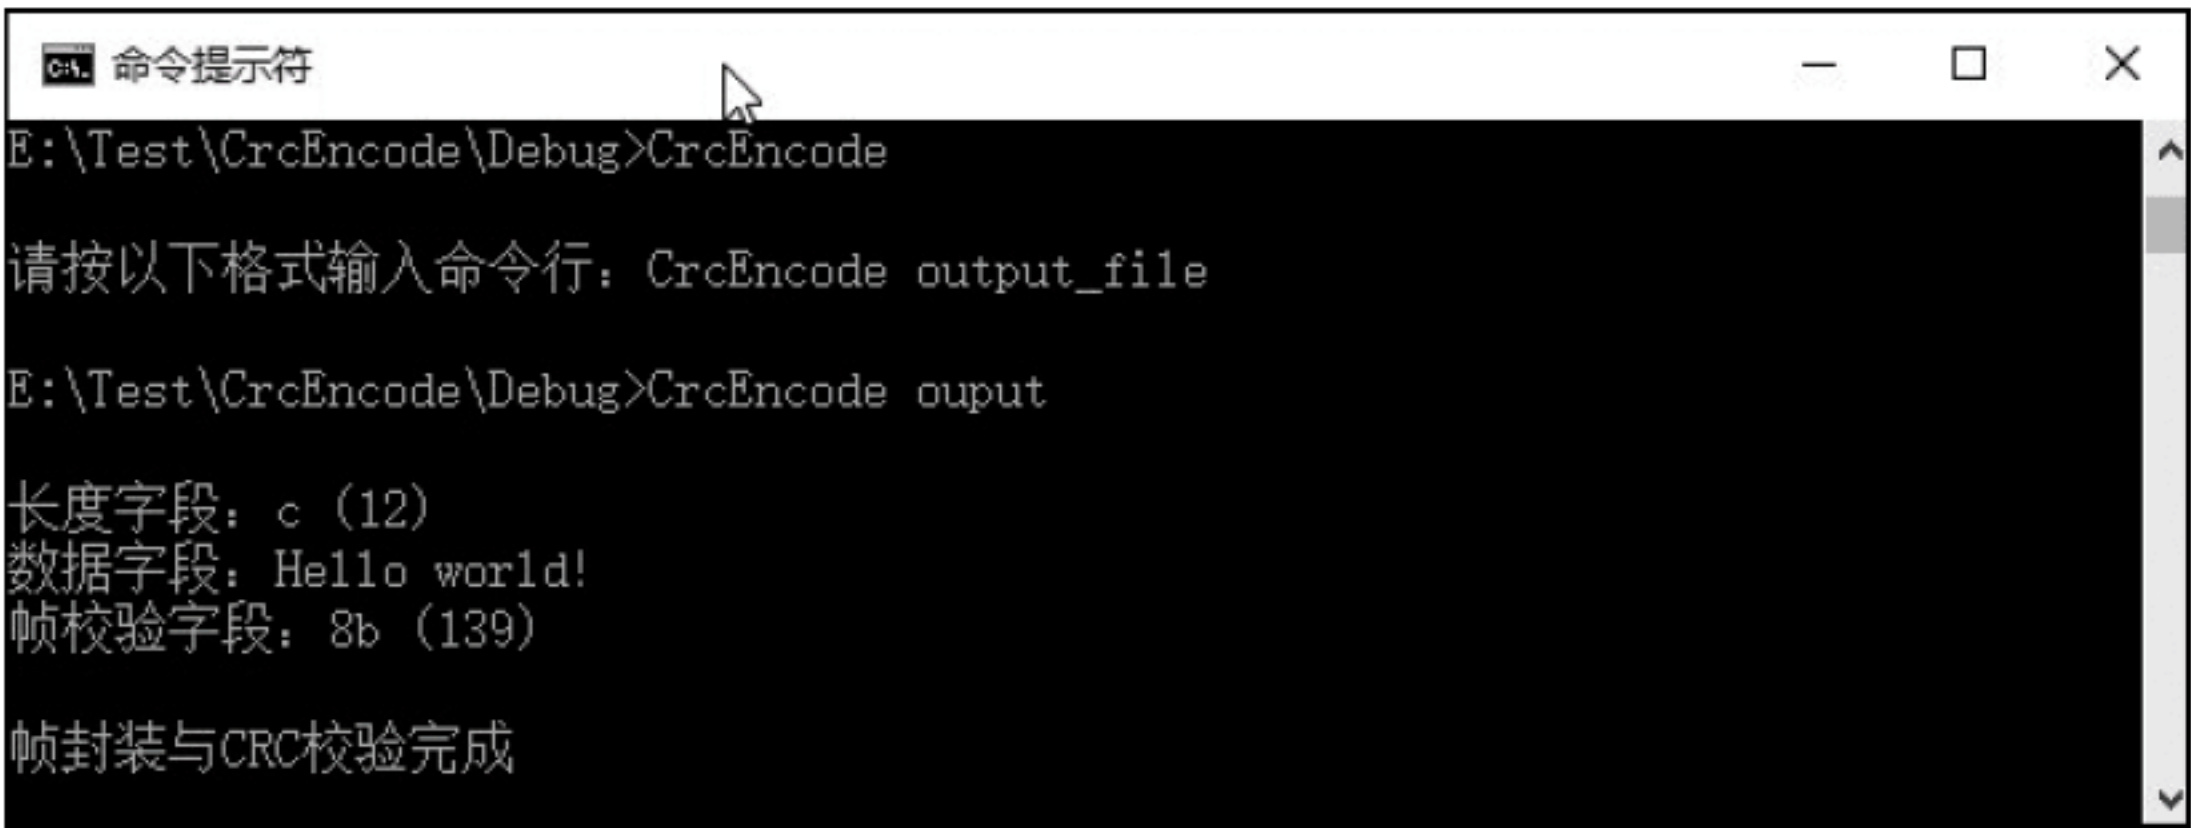 命令提示符
E:\Test\CrcEncode\Debug>CrcEncode
请按以下格式输入命令行：CrcEncode output_file
E:\Test\CrcEncode\Debug>CrcEncode ouput
长度字段：c (12)
数据字段：Hello world!
帧校验字段：8b (139)
帧封装与CRC校验完成